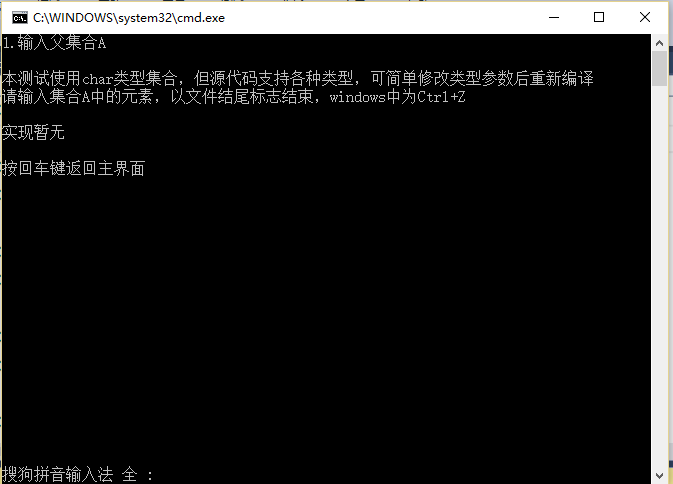 C:\WINDOWS\system32\cmd.exe
1.输入父集合A
本测试使用char类型集合，但源代码支持各种类型，可简单修改类型参数后重新编译
请输入集合A中的元素，以文件结尾标志结束，windows中为Ctrl+Z
实现暂无
按回车键返回主界面
搜狗拼音输入法 全 :